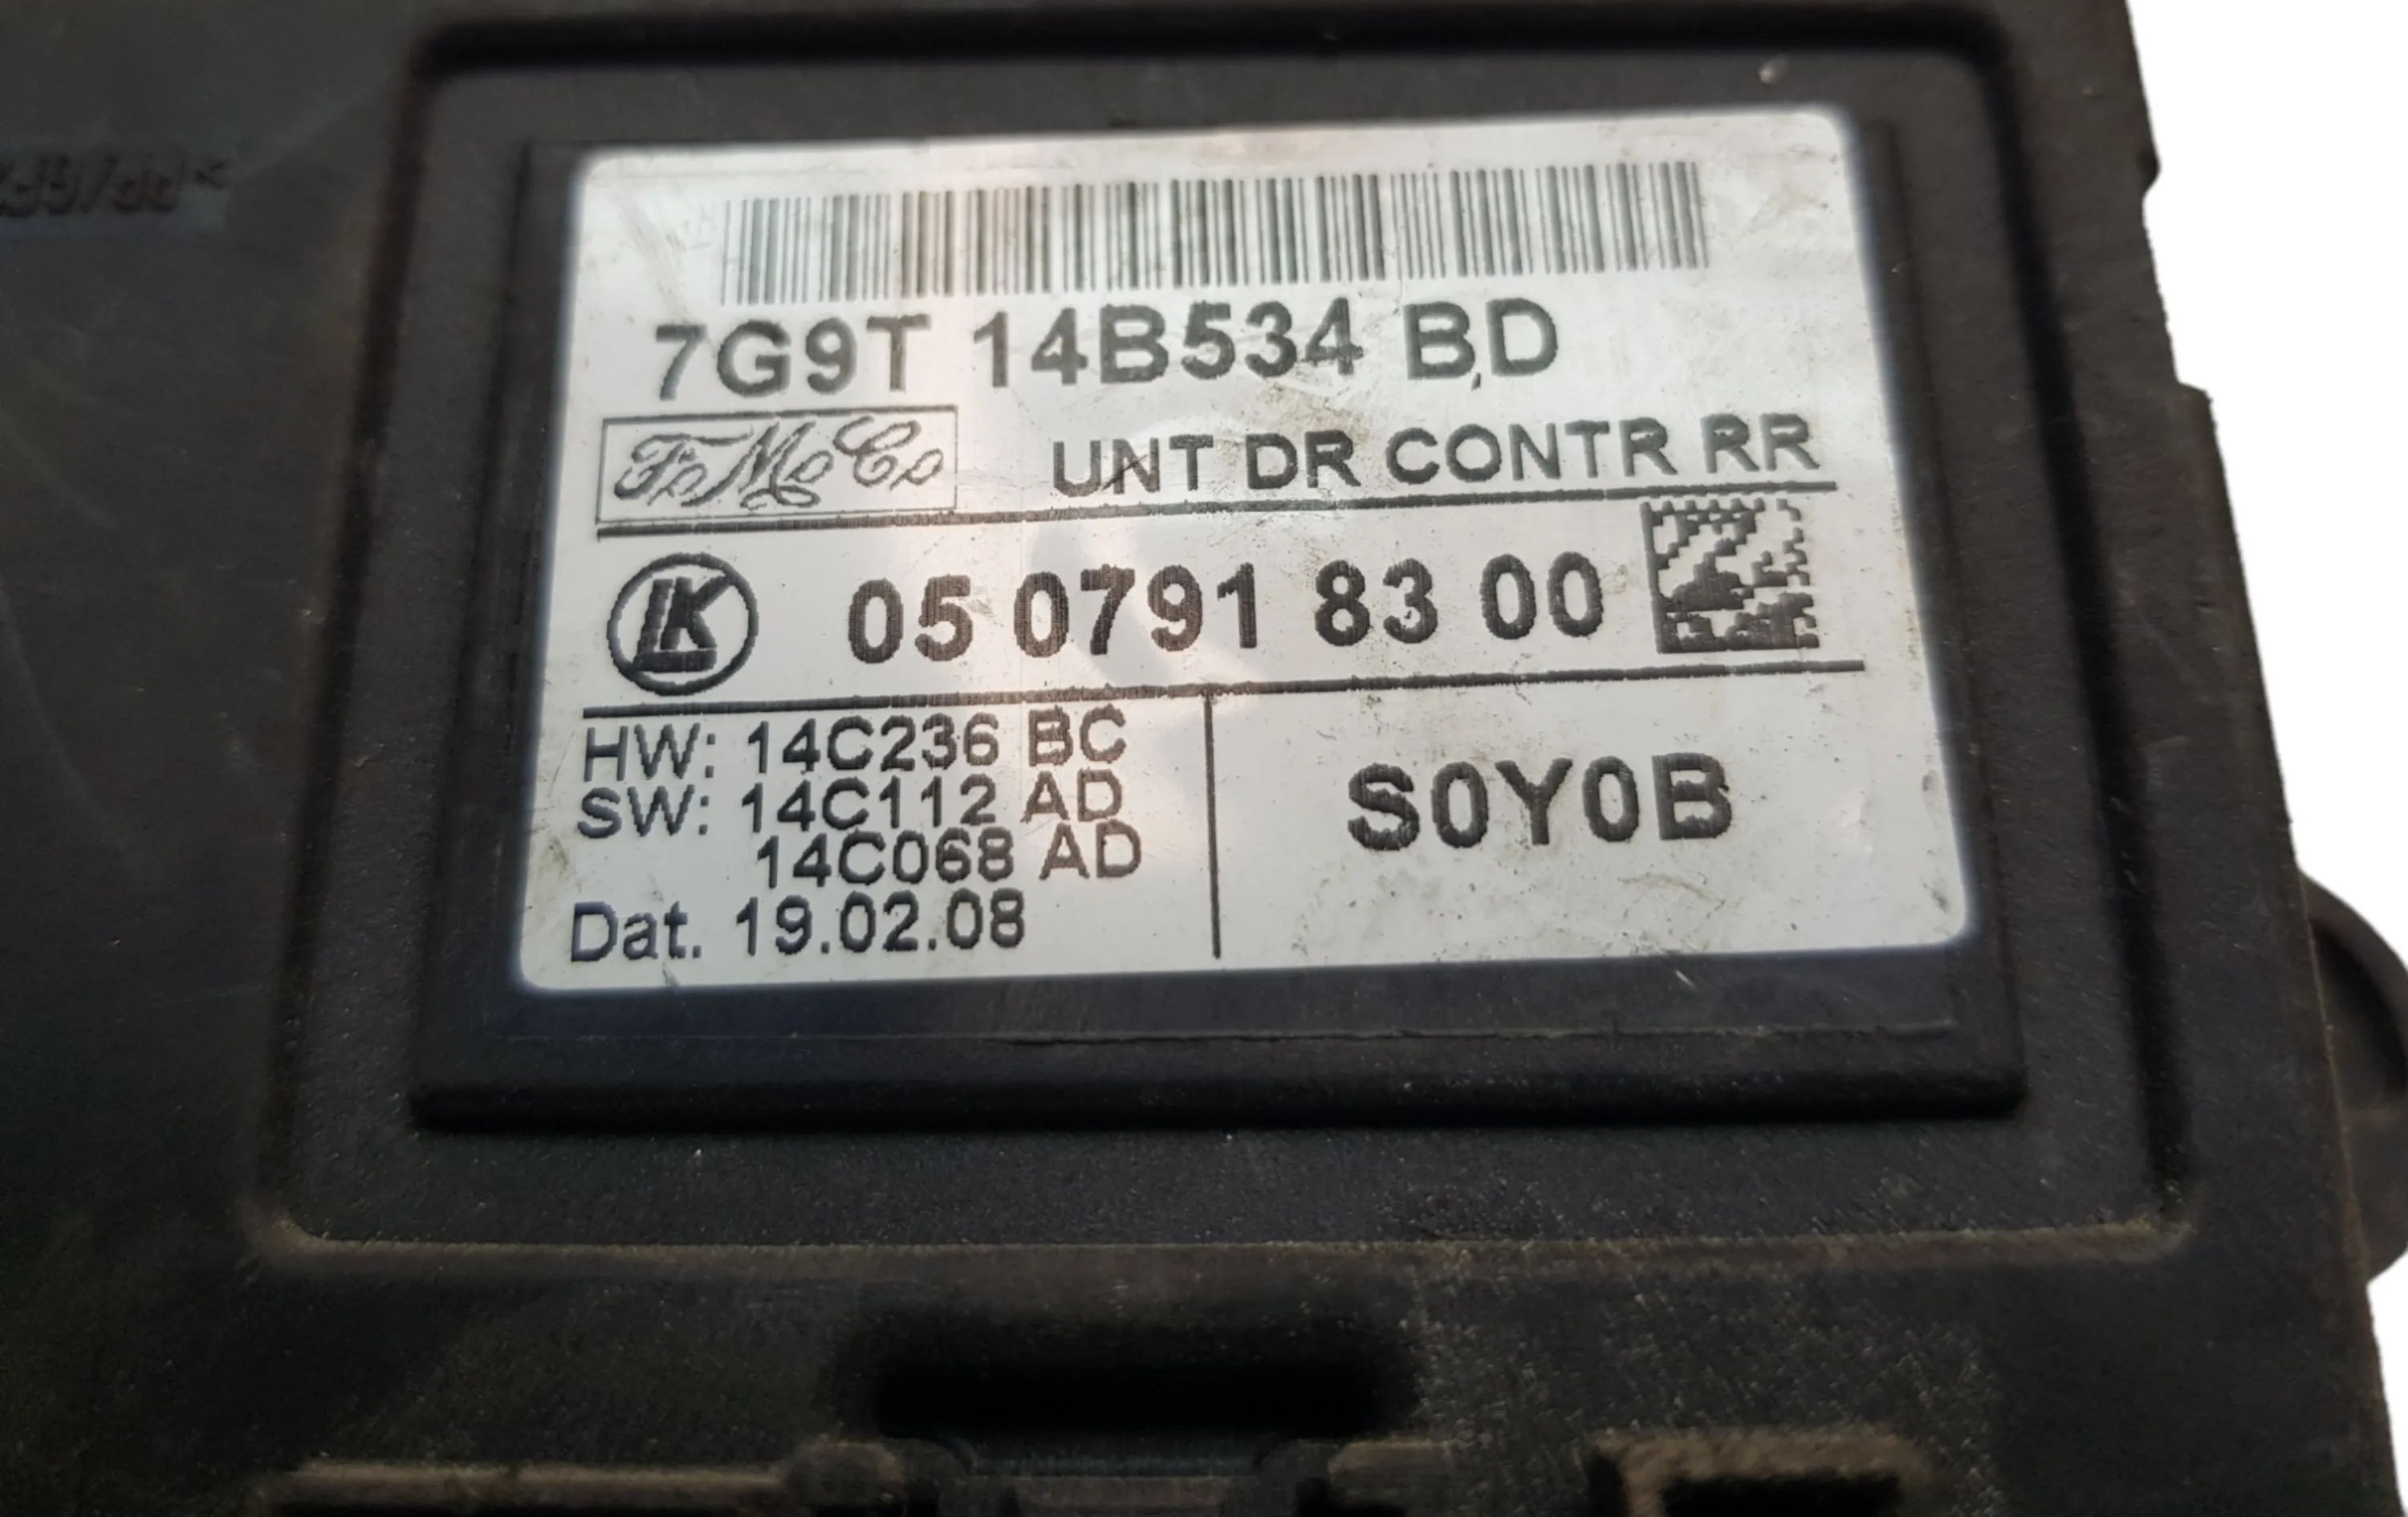 7G9T 14B534 BD
FoMoCo
UNT DR CONTR RR
LK
05 0791 83 00
HW: 14C236 BC
SW: 14C112 AD
14C068 AD
Dat. 19.02.08
S0Y0B